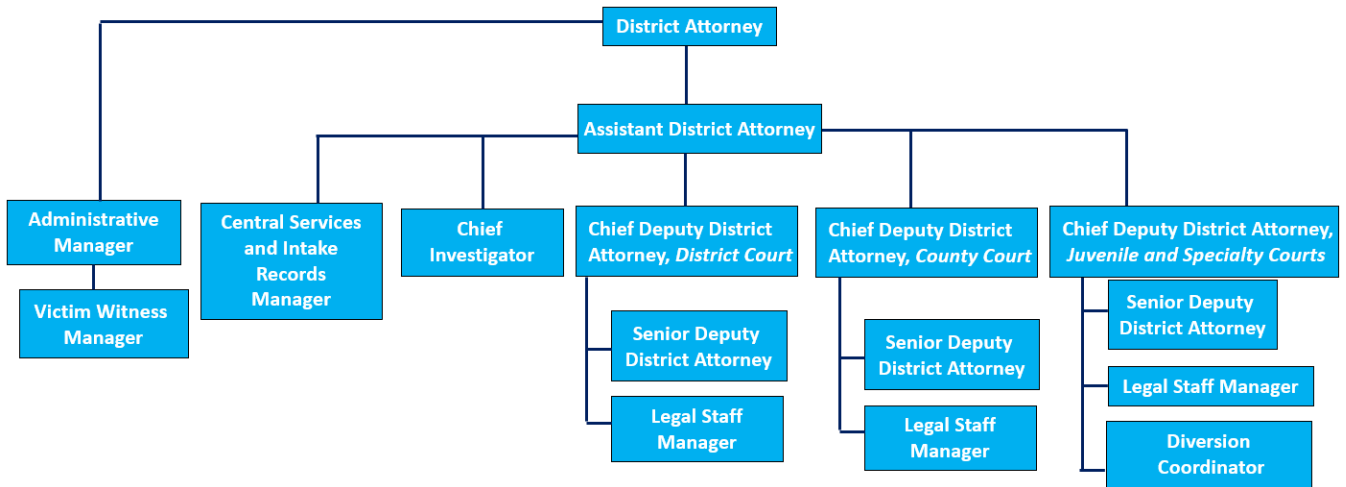 District Attorney
Assistant District Attorney
Administrative
Manager
Victim Witness
Manager
Central Services
and Intake
Records
Manager
Chief
Investigator
Chief Deputy District
Attorney, District Court
Senior Deputy
District Attorney
Legal Staff
Manager
Chief Deputy District
Attorney, County Court
Senior Deputy
District Attorney
Legal Staff
Manager
Chief Deputy District Attorney,
Juvenile and Specialty Courts
Senior Deputy
District Attorney
Legal Staff Manager
Diversion
Coordinator